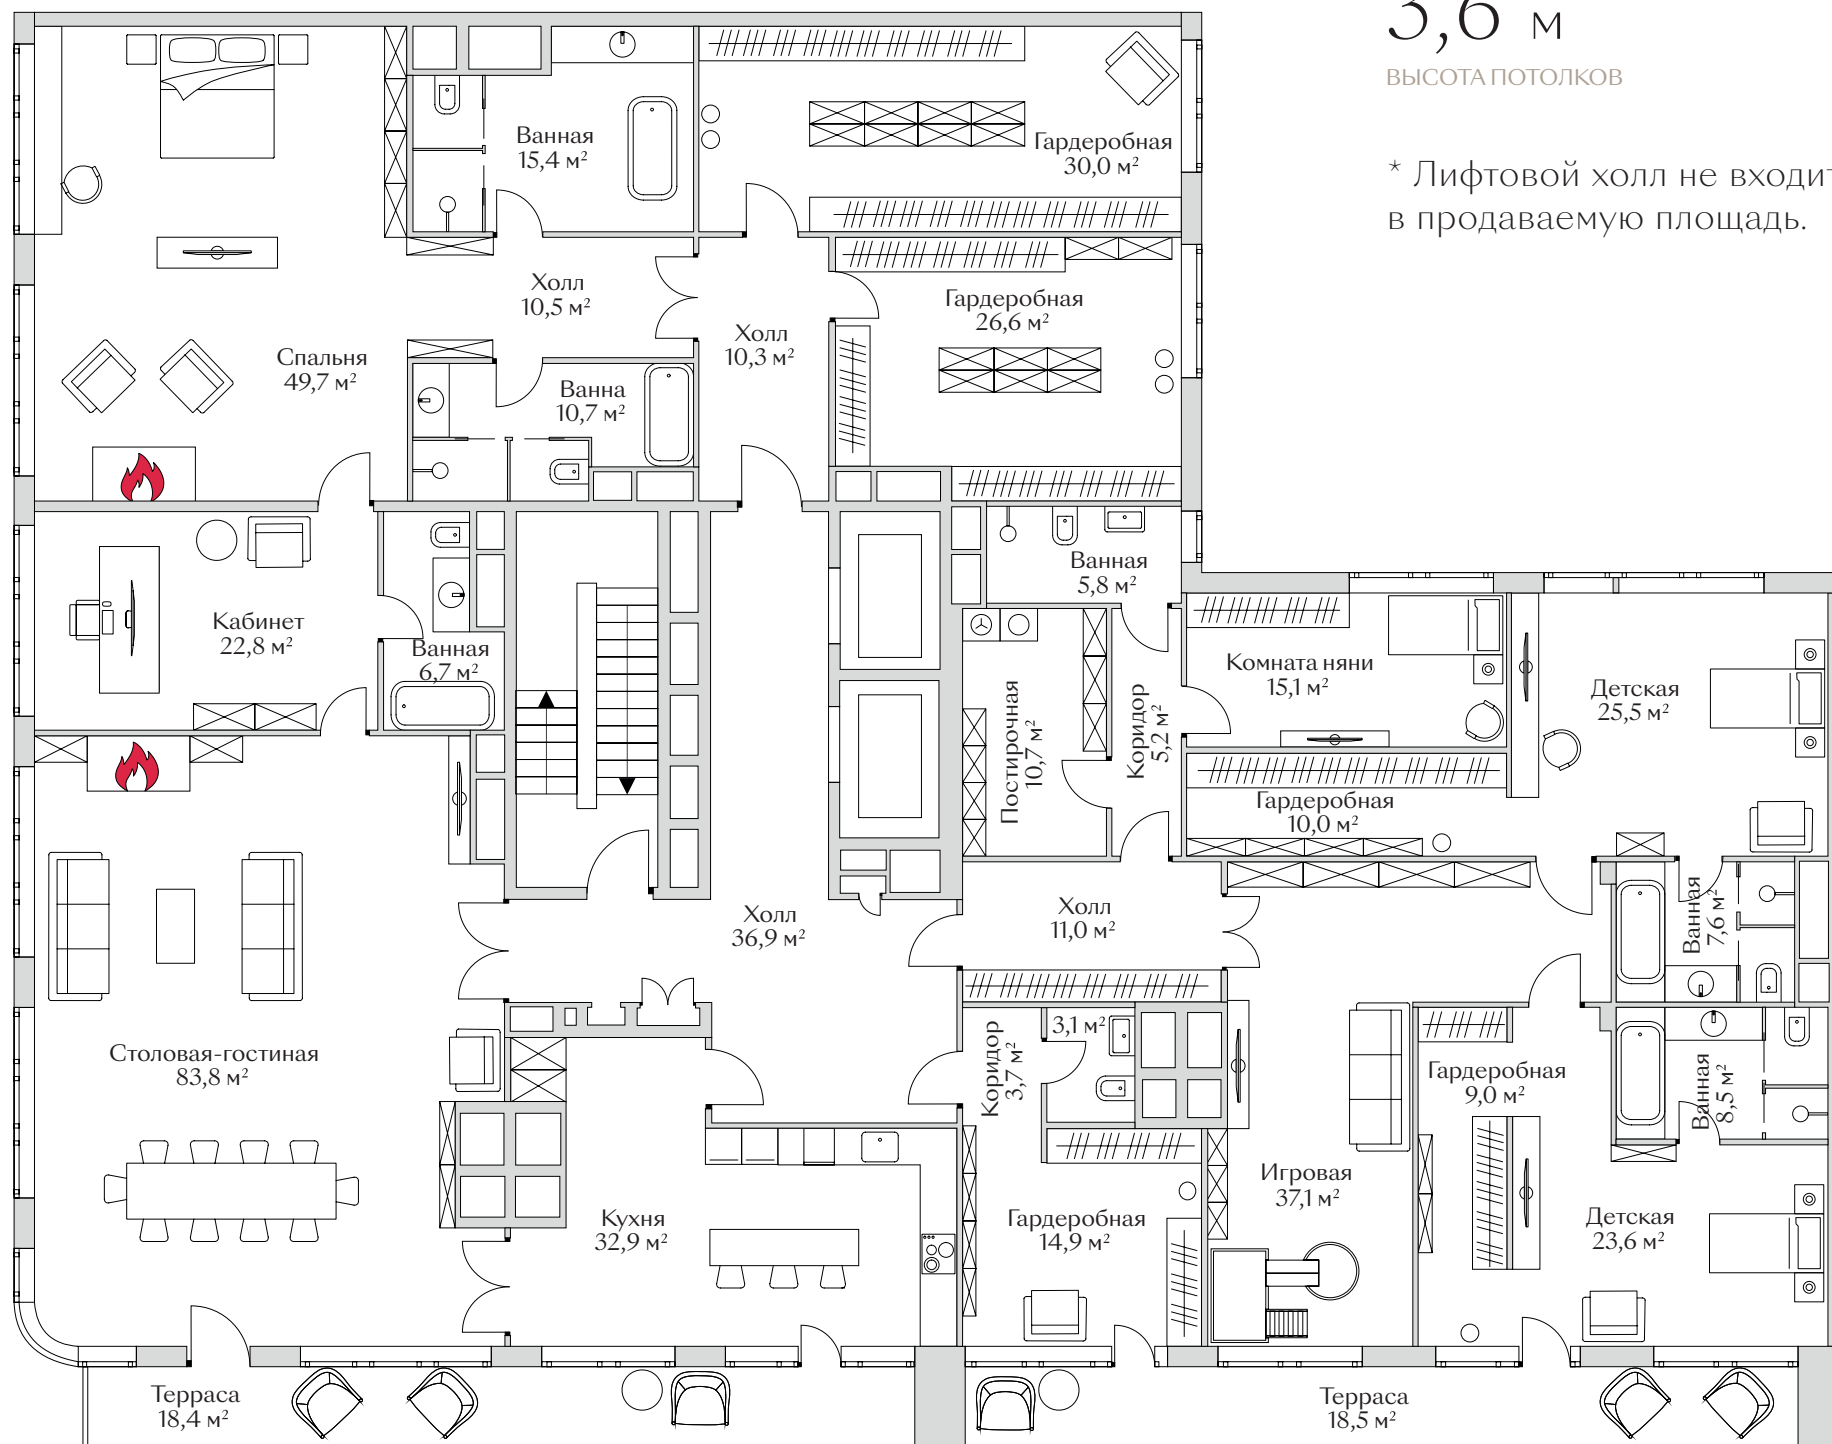 3,6 м
ВЫСОТА ПОТОЛКОВ
* Лифтовой холл не входит
в продаваемую площадь.
Ванная
15,4 м²
Гардеробная
30,0 м²
Холл
10,5 м²
Гардеробная
26,6 м²
Холл
10,3 м²
Спальня
49,7 м²
Ванна
10,7 м²
Ванная
5,8 м²
Кабинет
22,8 м²
Ванная
6,7 м²
Комната няни
15,1 м²
Детская
25,5 м²
Постирочная
10,7 м²
Коридор
5,2 м²
Гардеробная
10,0 м²
Холл
36,9 м²
Холл
11,0 м²
Ванная
7,6 м²
Столовая-гостиная
83,8 м²
Коридор
3,7 м²
3,1 м²
Гардеробная
9,0 м²
Ванная
8,5 м²
Игровая
37,1 м²
Кухня
32,9 м²
Гардеробная
14,9 м²
Детская
23,6 м²
Терраса
18,4 м²
Терраса
18,5 м²